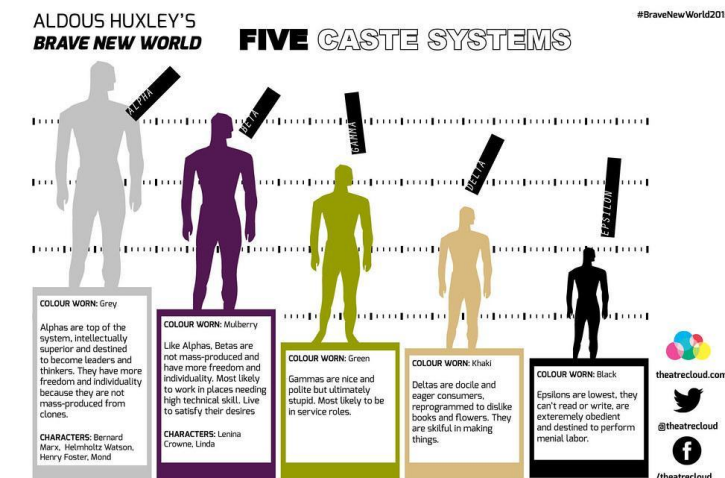 ALDOUS HUXLEY'S
BRAVE NEW WORLD
FIVE CASTE SYSTEMS
#BraveNewWorld201
ALPHA
BETA
GAMMA
DELTA
EPSILON
COLOUR WORN: Grey
Alphas are top of the
system, intellectually
superior and destined
to become leaders and
thinkers. They have more
freedom and individuality
because they are not
mass-produced from
clones.
CHARACTERS: Bernard
Marx, Helmholtz Watson,
Henry Foster, Mond
COLOUR WORN: Mulberry
Like Alphas, Betas are
not mass-produced and
have more freedom and
individuality. Most likely
to work in places needing
high technical skill. Live
to satisfy their desires
CHARACTERS: Lenina
Crowne, Linda
COLOUR WORN: Green
Gammas are nice and
polite but ultimately
stupid. Most likely to be
in service roles.
COLOUR WORN: Khaki
Deltas are docile and
eager consumers,
reprogrammed to dislike
books and flowers. They
are skilful in making
things.
COLOUR WORN: Black
Epsilons are lowest, they
can't read or write, are
exteremely obedient
and destined to perform
menial labor.
theatrecloud.com
@theatrecloud
/theatrecloud